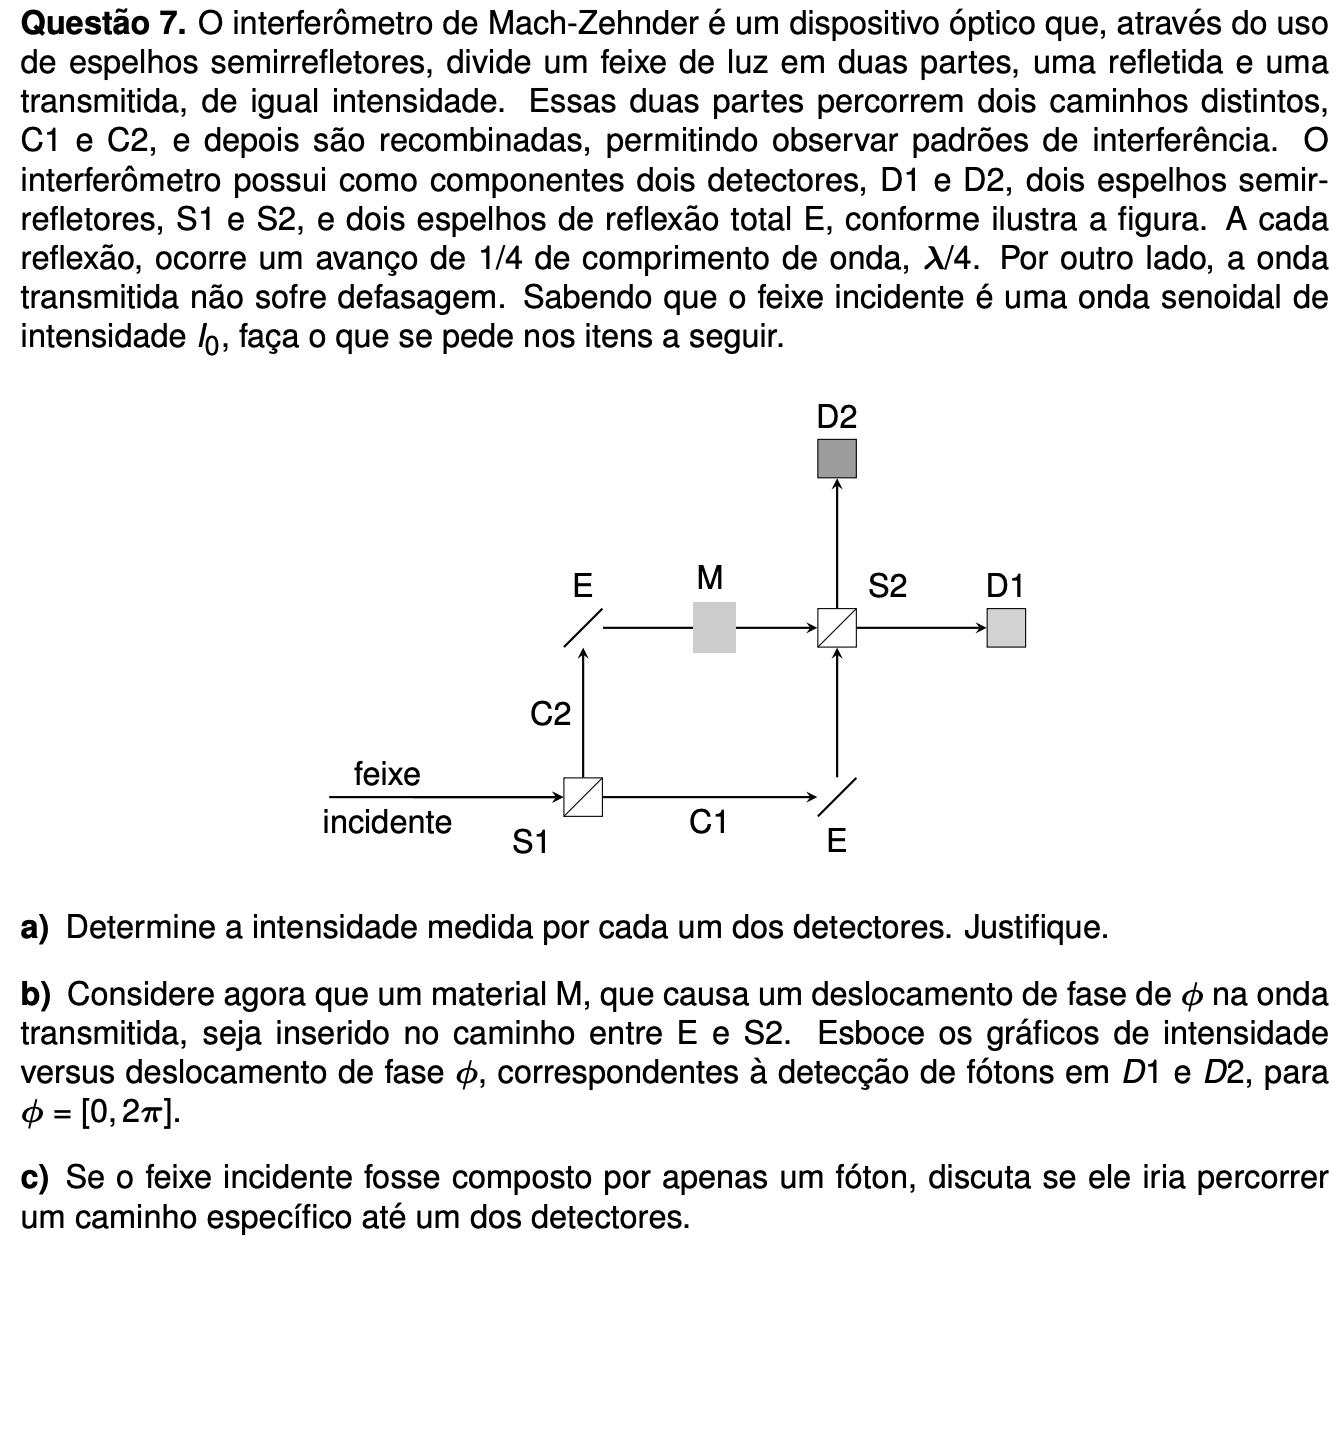 Questão 7. O interferômetro de Mach-Zehnder é um dispositivo óptico que, através do uso
de espelhos semirrefletores, divide um feixe de luz em duas partes, uma refletida e uma
transmitida, de igual intensidade. Essas duas partes percorrem dois caminhos distintos,
C1 e C2, e depois são recombinadas, permitindo observar padrões de interferência. O
interferômetro possui como componentes dois detectores, D1 e D2, dois espelhos semir-
refletores, S1 e S2, e dois espelhos de reflexão total E, conforme ilustra a figura. A cada
reflexão, ocorre um avanço de 1/4 de comprimento de onda, λ/4. Por outro lado, a onda
transmitida não sofre defasagem. Sabendo que o feixe incidente é uma onda senoidal de
intensidade I₀, faça o que se pede nos itens a seguir.
D2
E
M
S2
D1
C2
feixe
incidente
S1
C1
E
a) Determine a intensidade medida por cada um dos detectores. Justifique.
b) Considere agora que um material M, que causa um deslocamento de fase de ϕ na onda
transmitida, seja inserido no caminho entre E e S2. Esboce os gráficos de intensidade
versus deslocamento de fase ϕ, correspondentes à detecção de fótons em D1 e D2, para
ϕ = [0, 2π].
c) Se o feixe incidente fosse composto por apenas um fóton, discuta se ele iria percorrer
um caminho específico até um dos detectores.